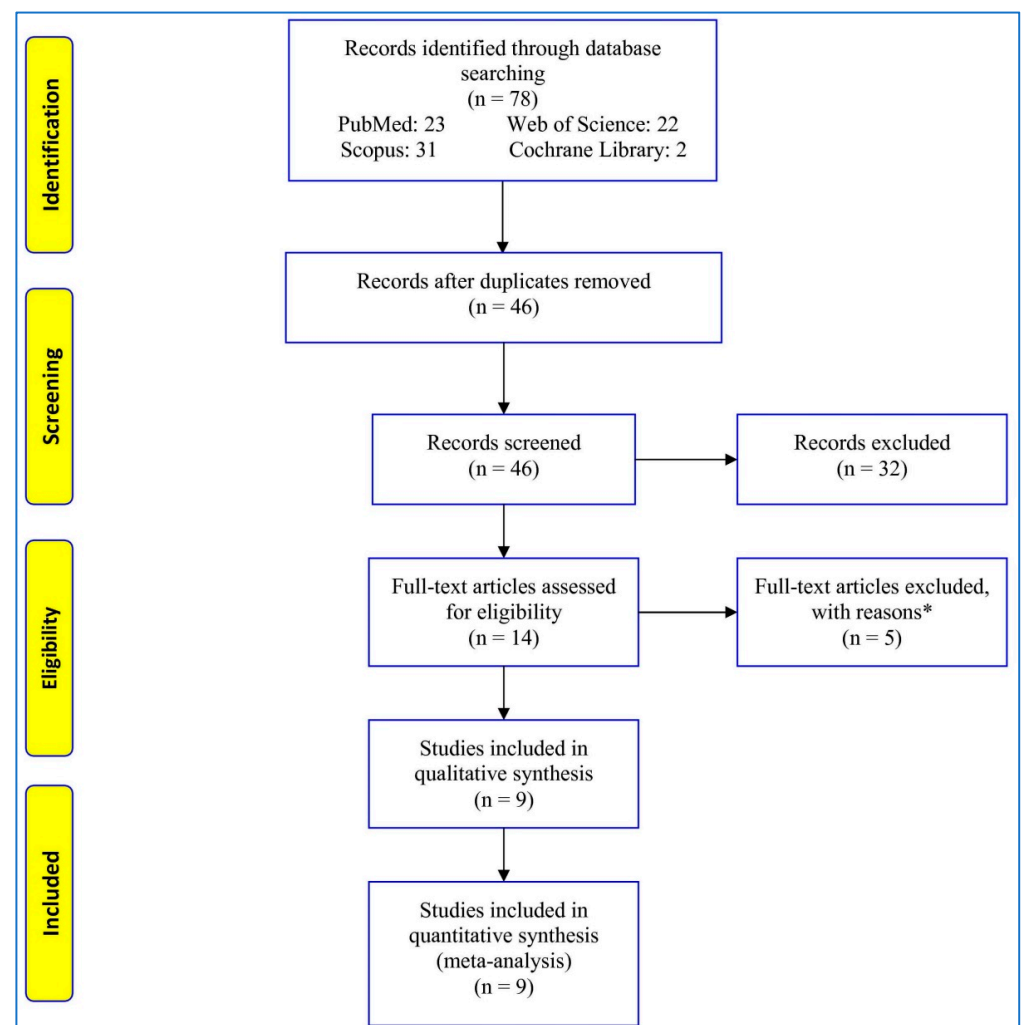 Identification
Records identified through database
searching
(n = 78)
PubMed: 23 Web of Science: 22
Scopus: 31 Cochrane Library: 2
Records after duplicates removed
(n = 46)
Screening
Records screened
(n = 46)
Records excluded
(n = 32)
Eligibility
Full-text articles assessed
for eligibility
(n = 14)
Full-text articles excluded,
with reasons*
(n = 5)
Studies included in
qualitative synthesis
(n = 9)
Included
Studies included in
quantitative synthesis
(meta-analysis)
(n = 9)